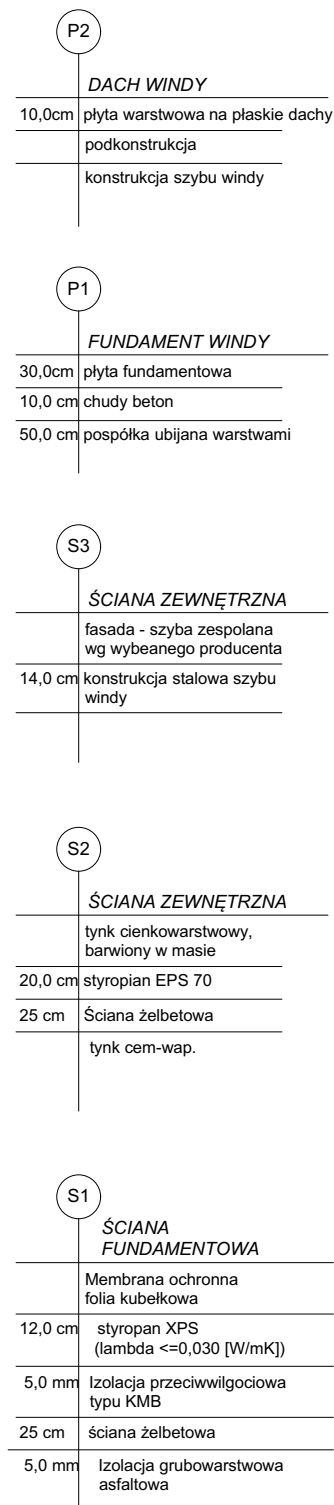 P2
DACH WINDY
10,0cm płyta warstwowa na płaskie dachy
podkonstrukcja
konstrukcja szybu windy
P1
FUNDAMENT WINDY
30,0cm płyta fundamentowa
10,0 cm chudy beton
50,0 cm pospółka ubijana warstwami
S3
ŚCIANA ZEWNĘTRZNA
fasada - szyba zespolana
wg wybeanego producenta
14,0 cm konstrukcja stalowa szybu
windy
S2
ŚCIANA ZEWNĘTRZNA
tynk cienkowarstwowy,
barwiony w masie
20,0 cm styropian EPS 70
25 cm Ściana żelbetowa
tynk cem-wap.
S1
ŚCIANA
FUNDAMENTOWA
Membrana ochronna
folia kubełkowa
12,0 cm styropan XPS
(lambda <=0,030 [W/mK])
5,0 mm Izolacja przeciwwilgociowa
typu KMB
25 cm ściana żelbetowa
5,0 mm Izolacja grubowarstwowa
asfaltowa